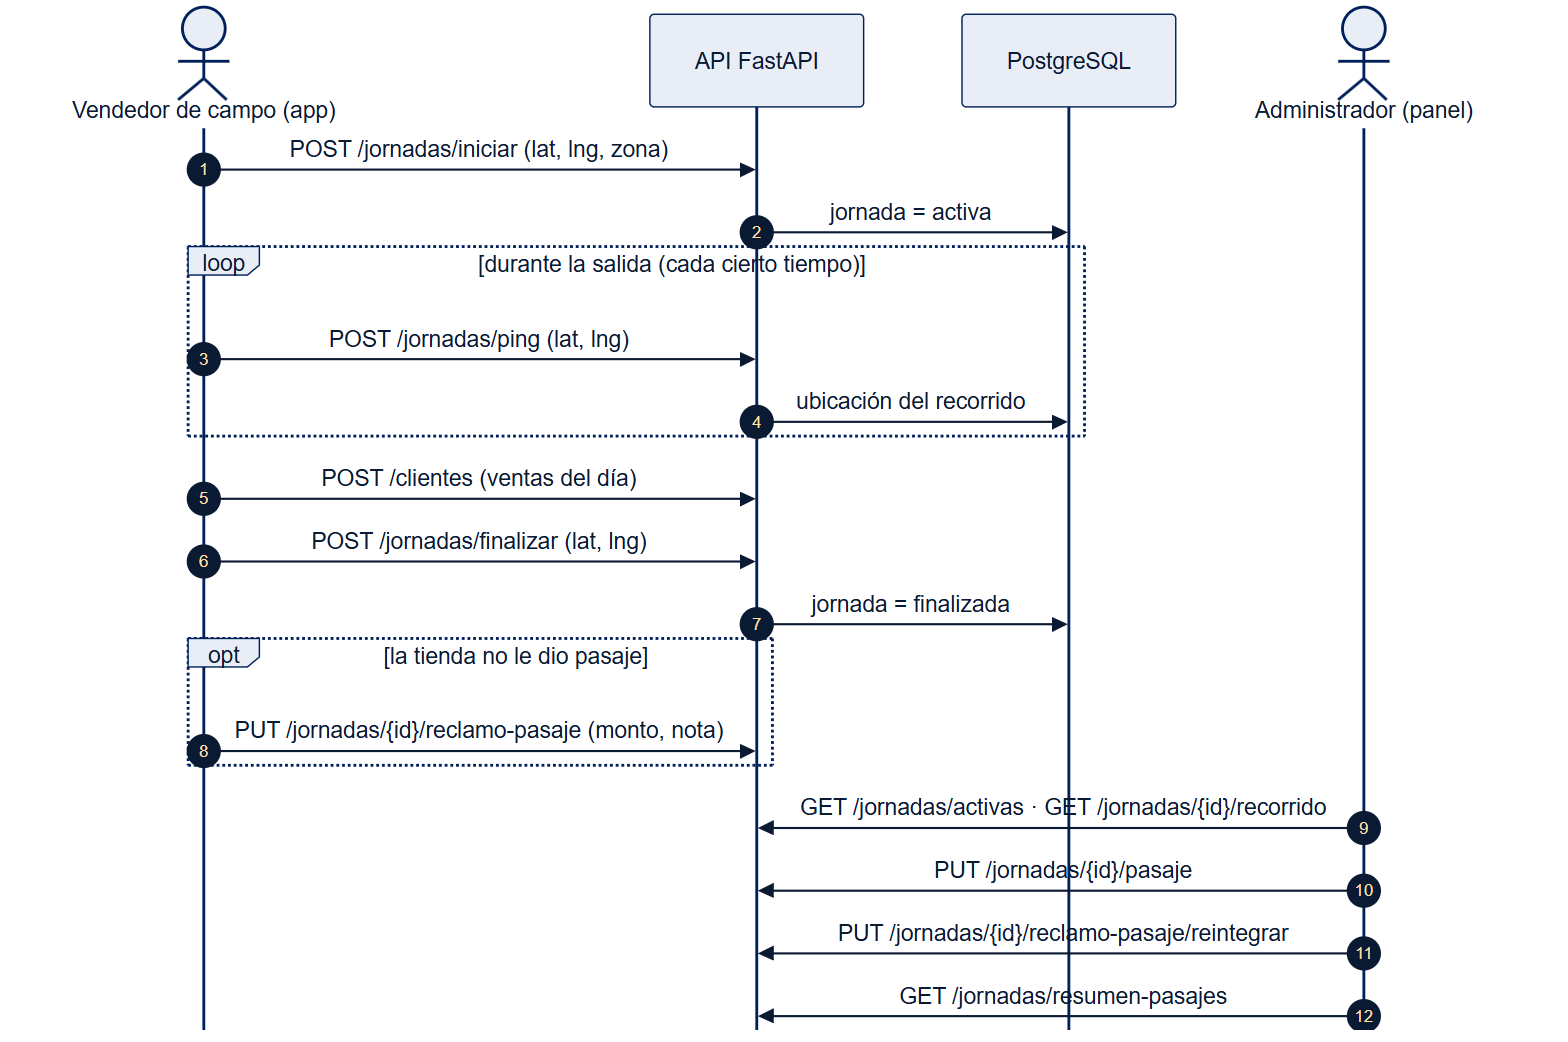 Vendedor de campo (app)
API FastAPI
PostgreSQL
Administrador (panel)
POST /jornadas/iniciar (lat, lng, zona)
1
jornada = activa
2
loop
[durante la salida (cada cierto tiempo)]
POST /jornadas/ping (lat, lng)
3
ubicación del recorrido
4
POST /clientes (ventas del día)
5
POST /jornadas/finalizar (lat, lng)
6
jornada = finalizada
7
opt
[la tienda no le dio pasaje]
PUT /jornadas/{id}/reclamo-pasaje (monto, nota)
8
GET /jornadas/activas · GET /jornadas/{id}/recorrido
9
PUT /jornadas/{id}/pasaje
10
PUT /jornadas/{id}/reclamo-pasaje/reintegrar
11
GET /jornadas/resumen-pasajes
12